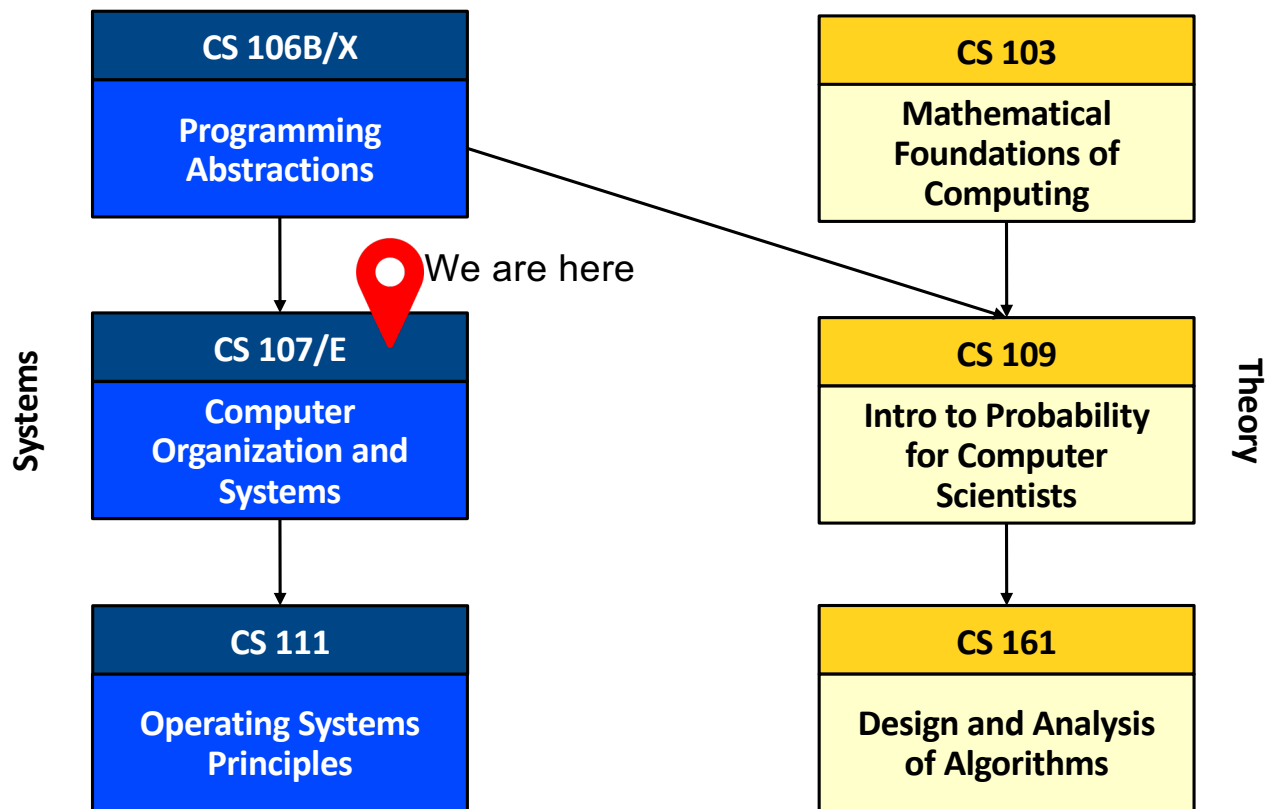 CS 106B/X
Programming
Abstractions
CS 103
Mathematical
Foundations of
Computing
We are here
Systems
CS 107/E
Computer
Organization and
Systems
CS 109
Intro to Probability
for Computer
Scientists
Theory
CS 111
Operating Systems
Principles
CS 161
Design and Analysis
of Algorithms